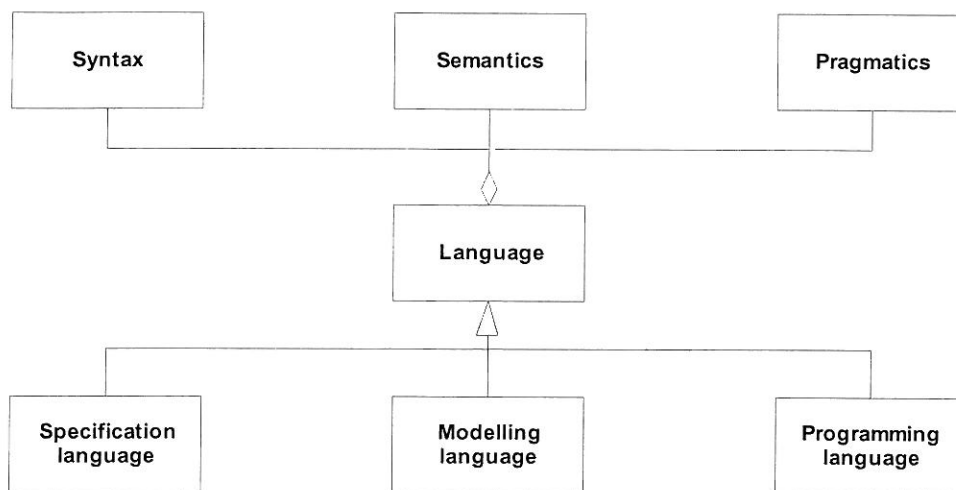 Syntax
Semantics
Pragmatics
Language
Specification
language
Modelling
language
Programming
language